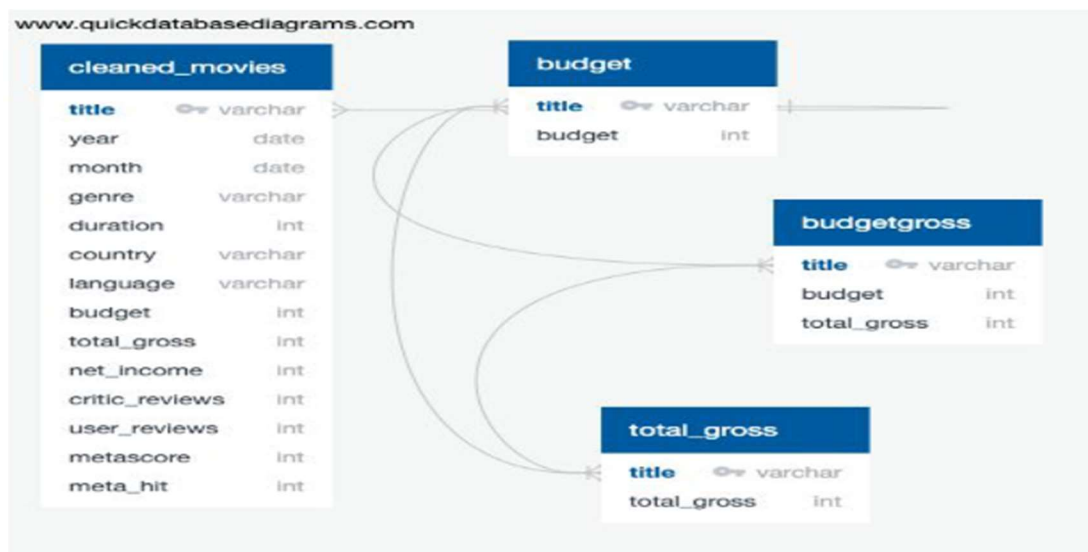 www.quickdatabasediagrams.com
cleaned_movies
title varchar
year date
month date
genre varchar
duration int
country varchar
language varchar
budget int
total_gross int
net_income int
critic_reviews int
user_reviews int
metascore int
meta_hit int
budget
title varchar
budget int
budgetgross
title varchar
budget int
total_gross int
total_gross
title varchar
total_gross int